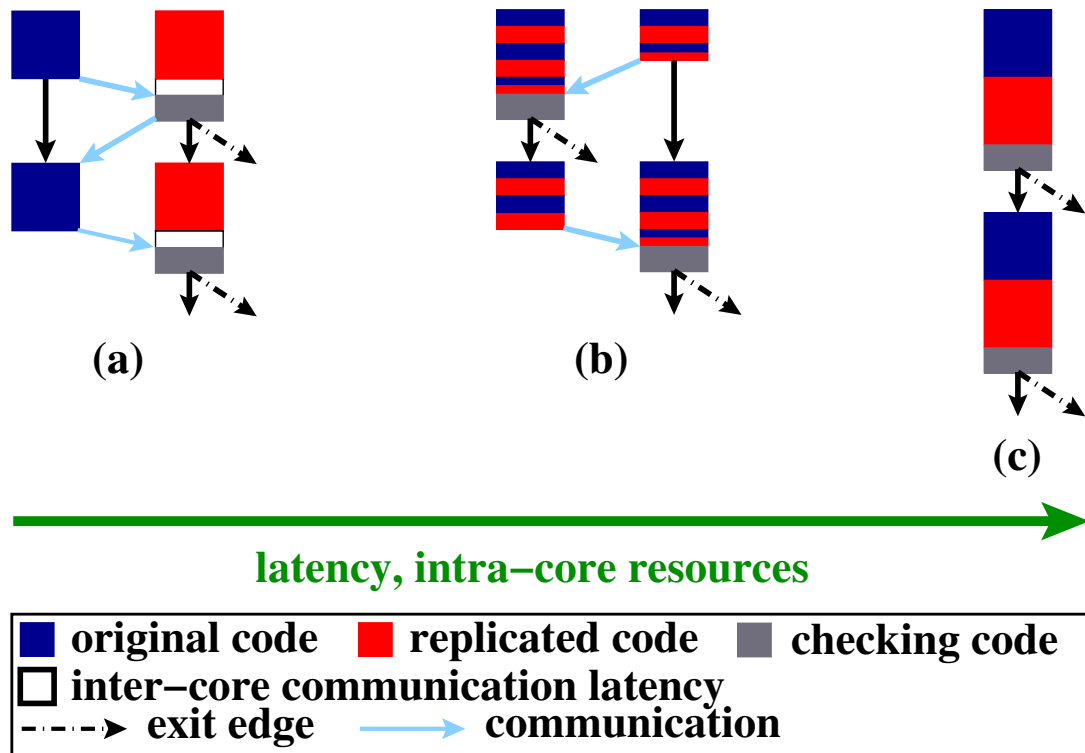 (a)
(b)
(c)
latency, intra−core resources
original code replicated code checking code
inter−core communication latency
exit edge communication